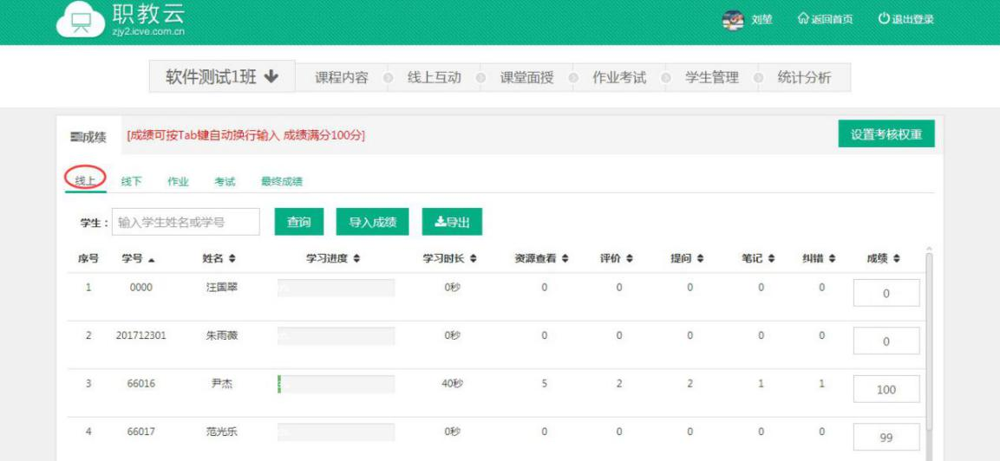 职教云
zjy2.icve.com.cn
刘堃 返回首页 退出登录
软件测试1班 课程内容 线上互动 课堂面授 作业考试 学生管理 统计分析
成绩 [成绩可按Tab键自动换行输入 成绩满分100分] 设置考核权重
线上 线下 作业 考试 最终成绩
学生： 输入学生姓名或学号 查询 导入成绩 导出
序号 学号 姓名 学习进度 学习时长 资源查看 评价 提问 笔记 纠错 成绩
1 0000 汪国翠 0秒 0 0 0 0 0 0
2 201712301 朱雨薇 0秒 0 0 0 0 0 0
3 66016 尹杰 40秒 5 2 2 1 1 100
4 66017 范光乐 0秒 0 0 0 0 0 99